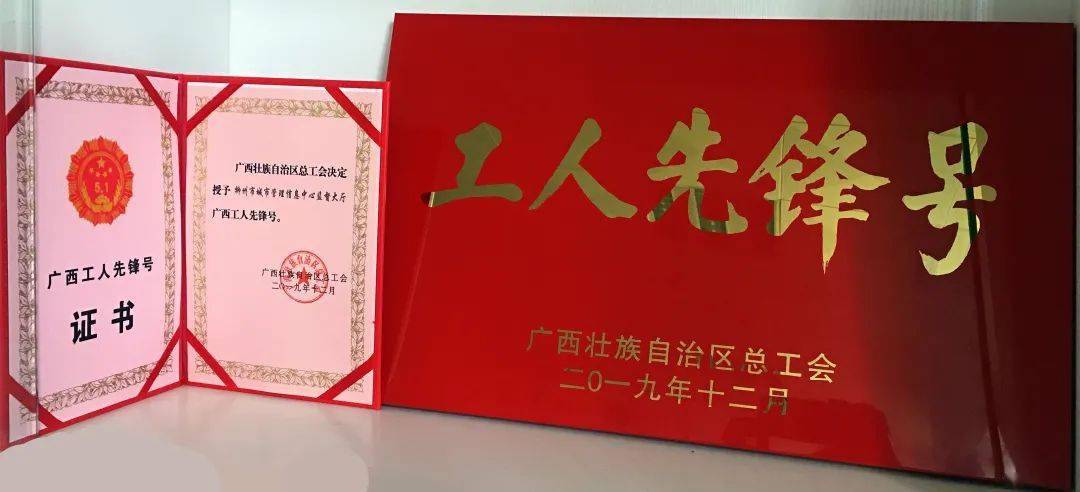 5.1
广西工人先锋号
证书
广西壮族自治区总工会决定
授予柳州市城市管理信息中心监督大厅
广西工人先锋号。
广西壮族自治区总工会
二〇一九年十二月
工人先锋号
广西壮族自治区总工会
二〇一九年十二月